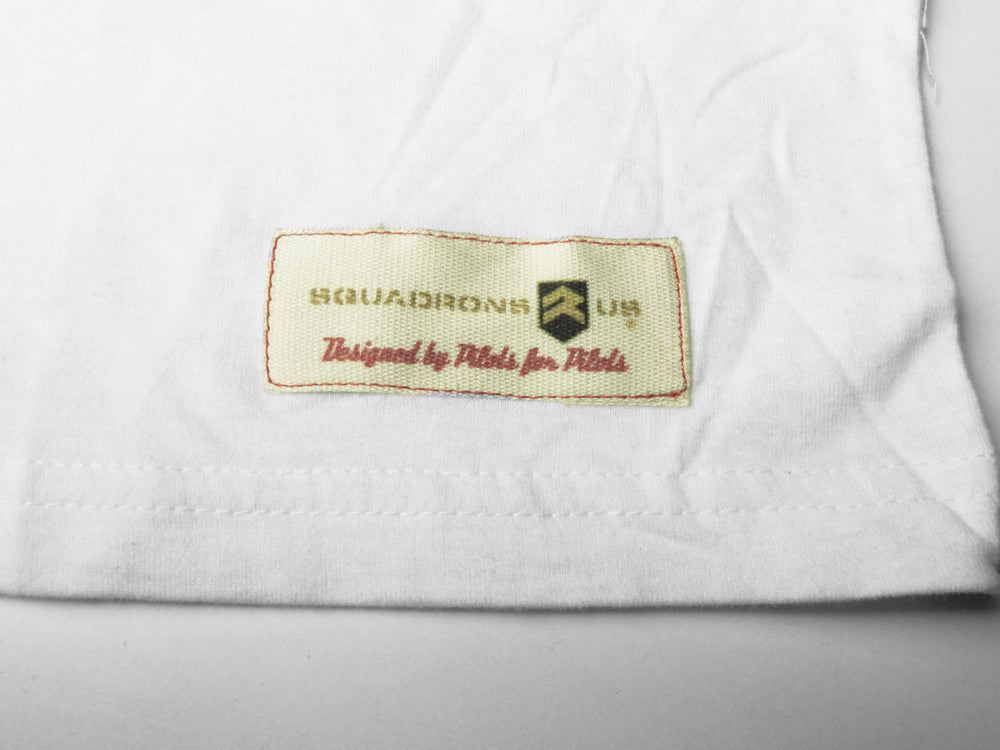 SQUADRONS R US
Designed by Pilots for Pilots